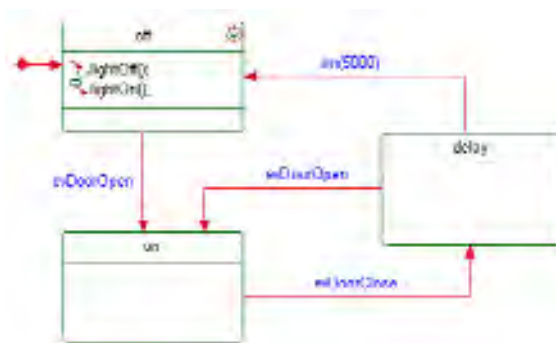 off
lightOff();
lightOn();
tm(5000)
delay
evDoorOpen
evDoorOpen
on
evDoorClose